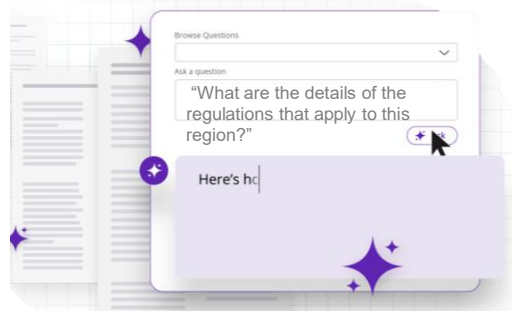 Browse Questions
Ask a question
“What are the details of the
regulations that apply to this
region?”
Here’s